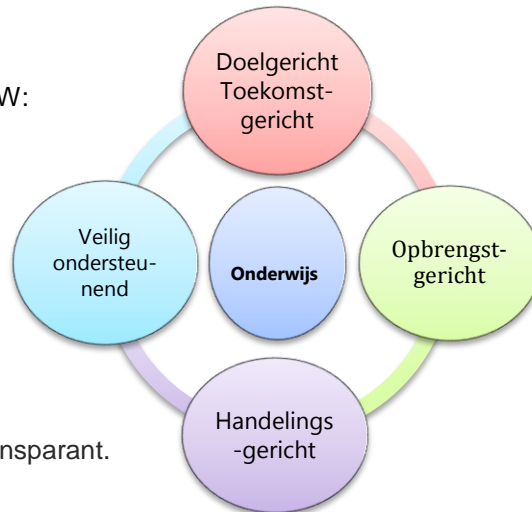 Doelgericht
Toekomst-
gericht
W:
Veilig
ondersteu-
nend
Onderwijs
Opbrengst-
gericht
Handelings
-gericht
nsparant.